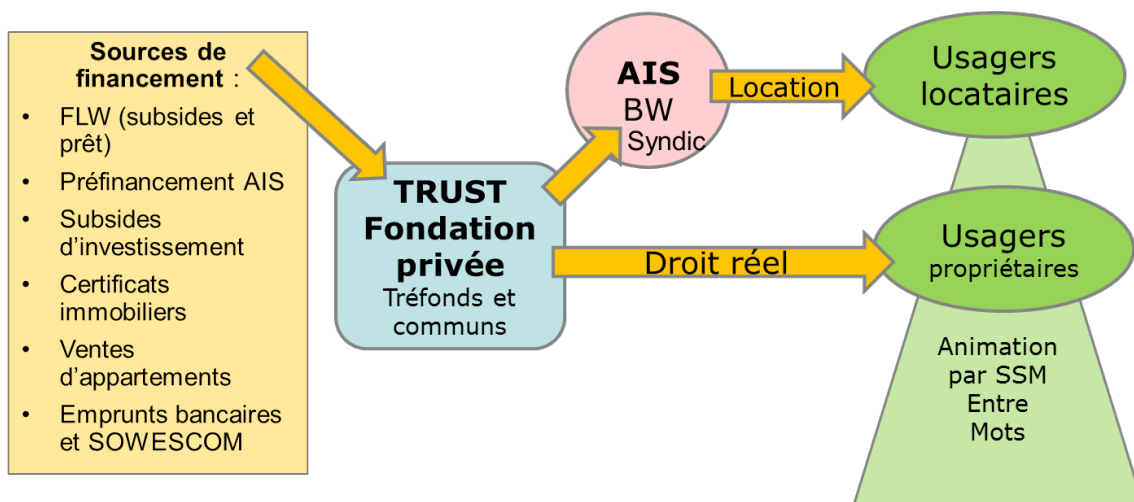 Sources de
financement :
• FLW (subsides et
prêt)
• Préfinancement AIS
• Subsides
d’investissement
• Certificats
immobiliers
• Ventes
d’appartements
• Emprunts bancaires
et SOWESCOM
TRUST
Fondation
privée
Tréfonds et
communs
AIS
BW
Syndic
Location
Usagers
locataires
Droit réel
Usagers
propriétaires
Animation
par SSM
Entre
Mots